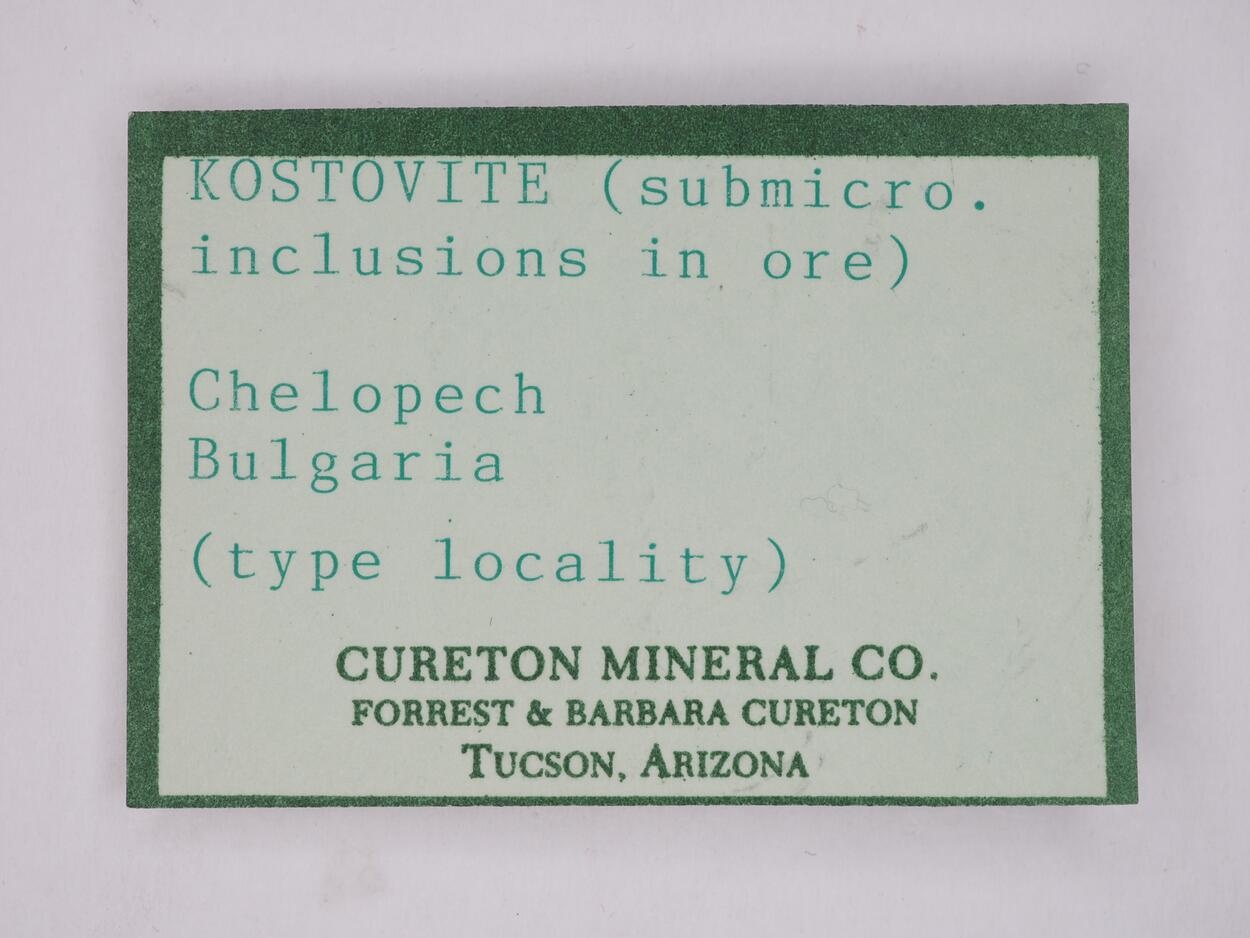 KOSTOVITE (submicro.
inclusions in ore)
Chelopech
Bulgaria
(type locality)
CURETON MINERAL CO.
FORREST & BARBARA CURETON
TUCSON, ARIZONA